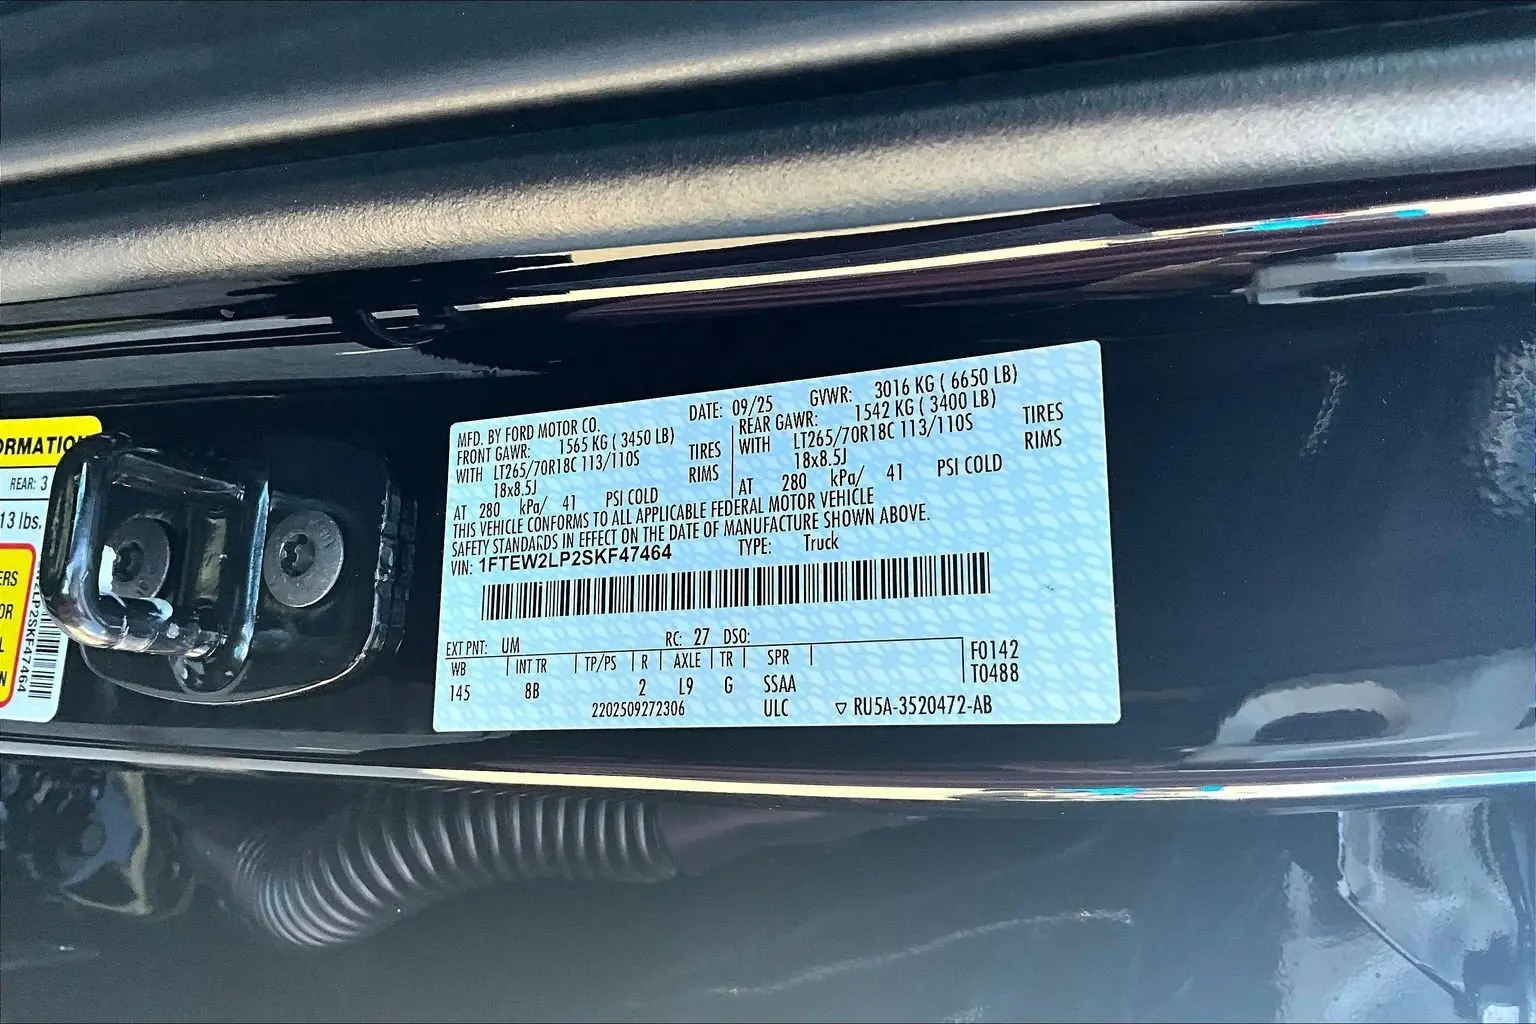 ORMATION
REAR: 3
13 lbs.
ERS
OR
2LP2SKF47464
MFD. BY FORD MOTOR CO.
DATE: 09/25 GVWR: 3016 KG ( 6650 LB)
FRONT GAWR: 1565 KG ( 3450 LB)
WITH LT265/70R18C 113/110S TIRES
18x8.5J RIMS
AT 280 kPa/ 41 PSI COLD
REAR GAWR: 1542 KG ( 3400 LB)
WITH LT265/70R18C 113/110S TIRES
18x8.5J RIMS
AT 280 kPa/ 41 PSI COLD
THIS VEHICLE CONFORMS TO ALL APPLICABLE FEDERAL MOTOR VEHICLE
SAFETY STANDARDS IN EFFECT ON THE DATE OF MANUFACTURE SHOWN ABOVE.
VIN: 1FTEW2LP2SKF47464 TYPE: Truck
EXT PNT: UM RC: 27 DSO:
WB INT TR TP/PS R AXLE TR SPR
145 8B 2 L9 G SSAA
F0142
T0488
2202509272306 ULC ▽ RU5A-3520472-AB